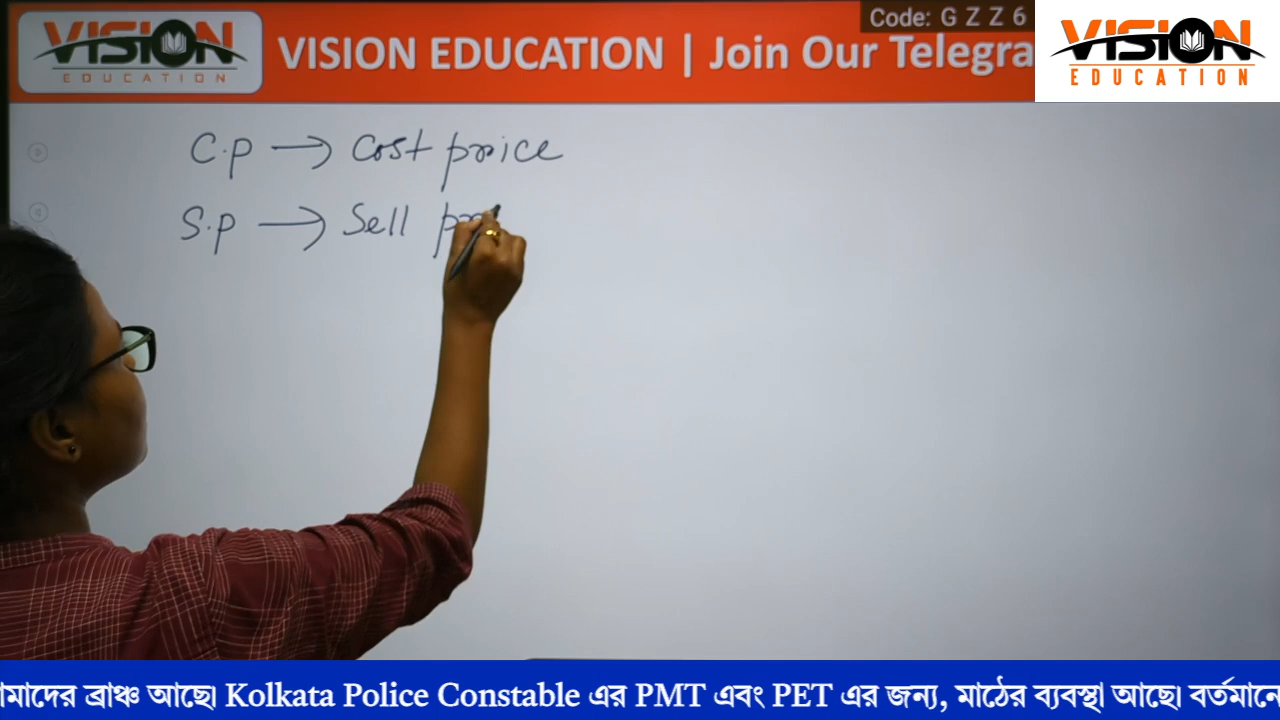 Code: G Z Z 6
VISION
EDUCATION
VISION EDUCATION | Join Our Telegra
VISION
EDUCATION
C.P → Cost price
S.P → Sell
ামাদের ব্রাঞ্চ আছে। Kolkata Police Constable এর PMT এবং PET এর জন্য, মাঠের ব্যবস্থা আছে। বর্তমানে